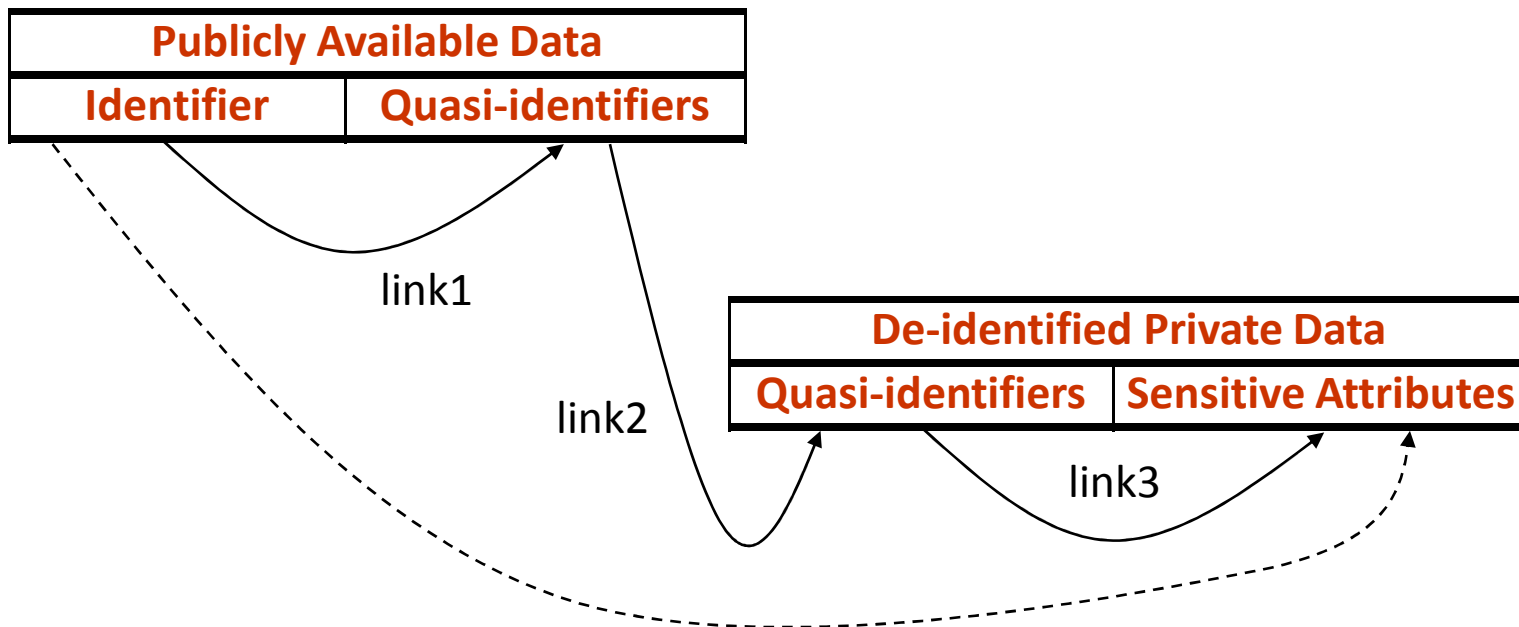 Publicly Available Data
Identifier Quasi-identifiers
link1
De-identified Private Data
Quasi-identifiers Sensitive Attributes
link2
link3